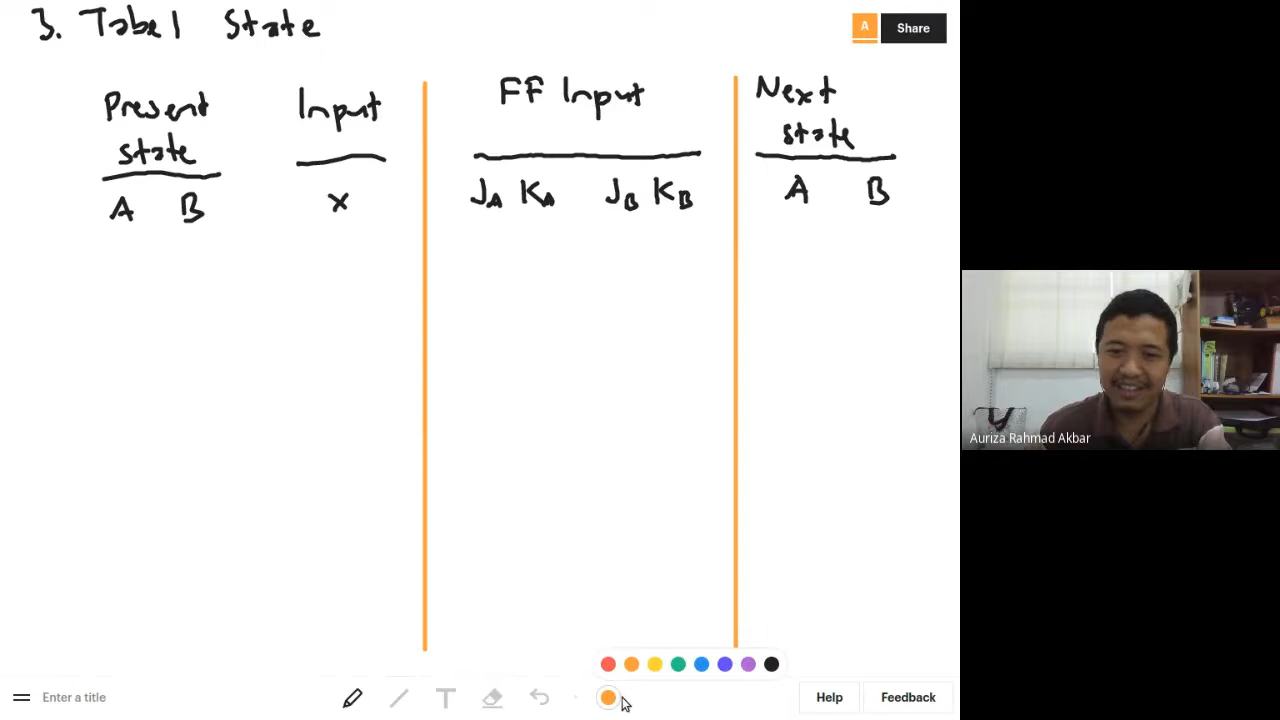 3. Tabel State
A
Share
Present state
Input
FF Input
Next state
A B
x
JA KA JB KB
A B
Auriza Rahmad Akbar
Enter a title
T
Help
Feedback